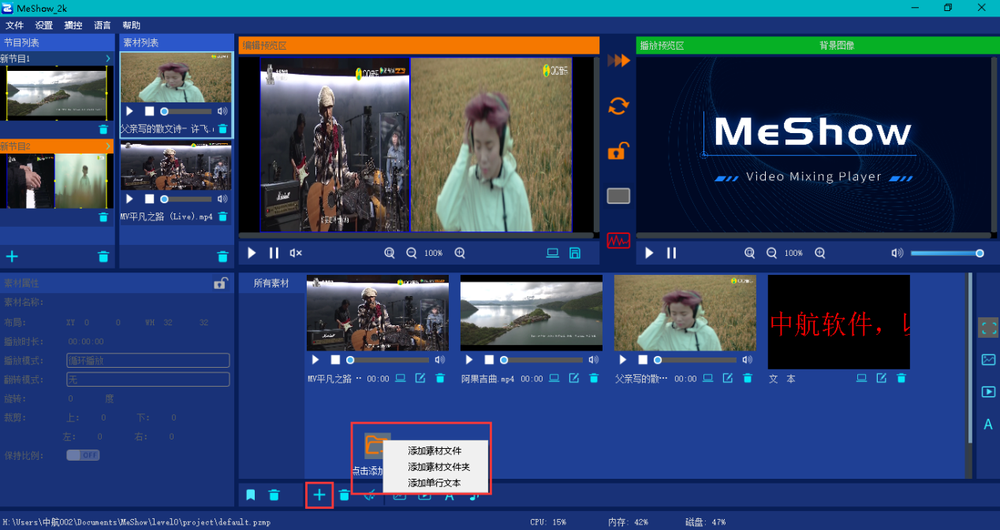 MeShow_2k
文件 设置 播控 语言 帮助
节目列表
新节目1
新节目2
素材列表
父亲写的散文诗- 许飞.
MV平凡之路 (Live).mp4
编辑预览区
QQ音乐
QQ音乐
Marshall
100%
播放预览区 背景图像
MeShow
Video Mixing Player
100%
素材属性
素材名称:
布局: XY 0 0 WH 32 32
播放时长: 00:00:00
播放模式: 循环播放
翻转模式: 无
旋转: 0 度
裁剪: 上: 0 下: 0
左: 0 右: 0
保持比例: OFF
所有素材
MV平凡之路 ·· 00:00
阿果吉曲.mp4 00:00
父亲写的散… 00:00
中航软件，
文 本
点击添加
添加素材文件
添加素材文件夹
添加单行文本
A
A
H:\Users\中航002\Documents\MeShow\level0\project\default.pzmp
CPU: 15% 内存: 42% 磁盘: 47%